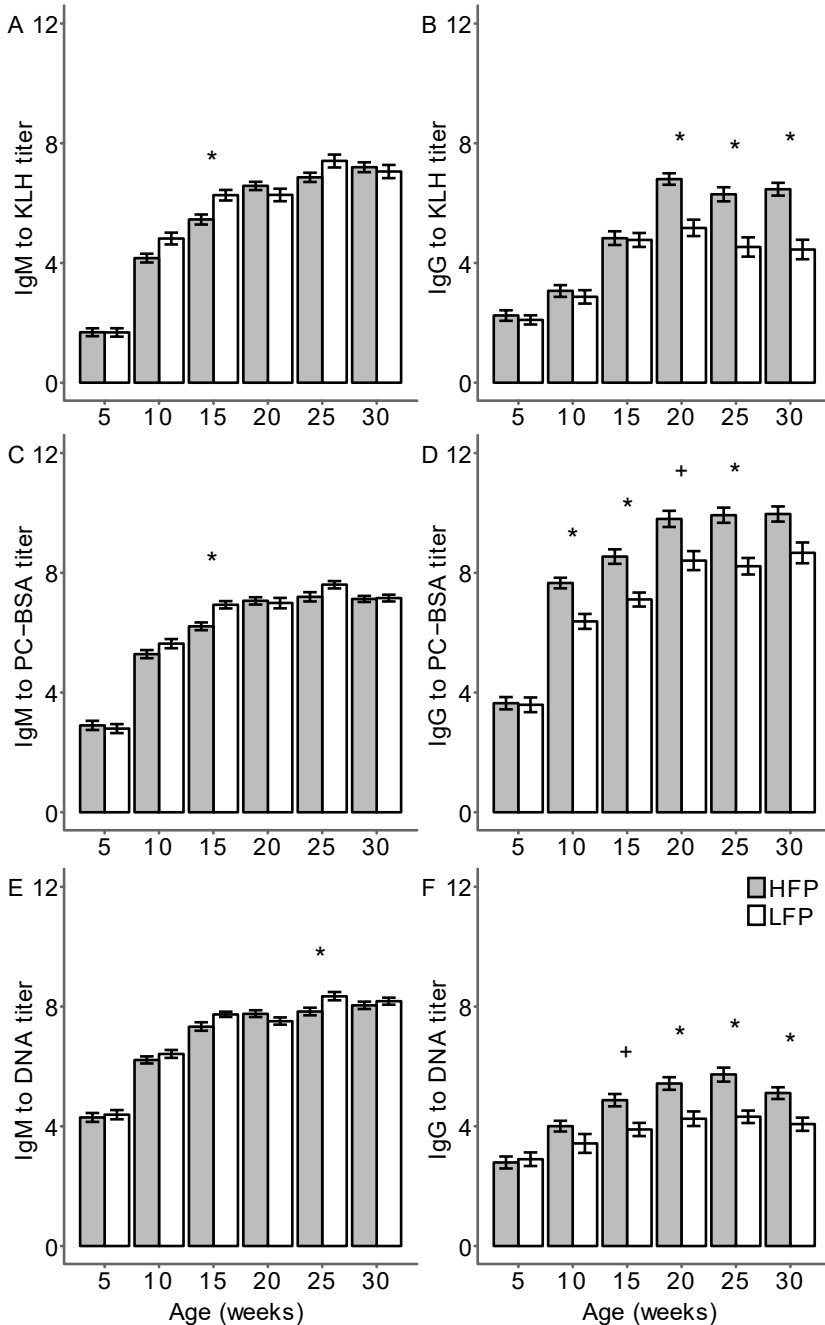 A
12
8
4
0
IgM to KLH titer
*
5 10 15 20 25 30
B
12
8
4
0
IgG to KLH titer
* * *
5 10 15 20 25 30
C
12
8
4
0
IgM to PC−BSA titer
*
5 10 15 20 25 30
D
12
8
4
0
IgG to PC−BSA titer
* * + *
5 10 15 20 25 30
E
12
8
4
0
IgM to DNA titer
*
5 10 15 20 25 30
Age (weeks)
F
12
8
4
0
IgG to DNA titer
HFP
LFP
+ * * *
5 10 15 20 25 30
Age (weeks)